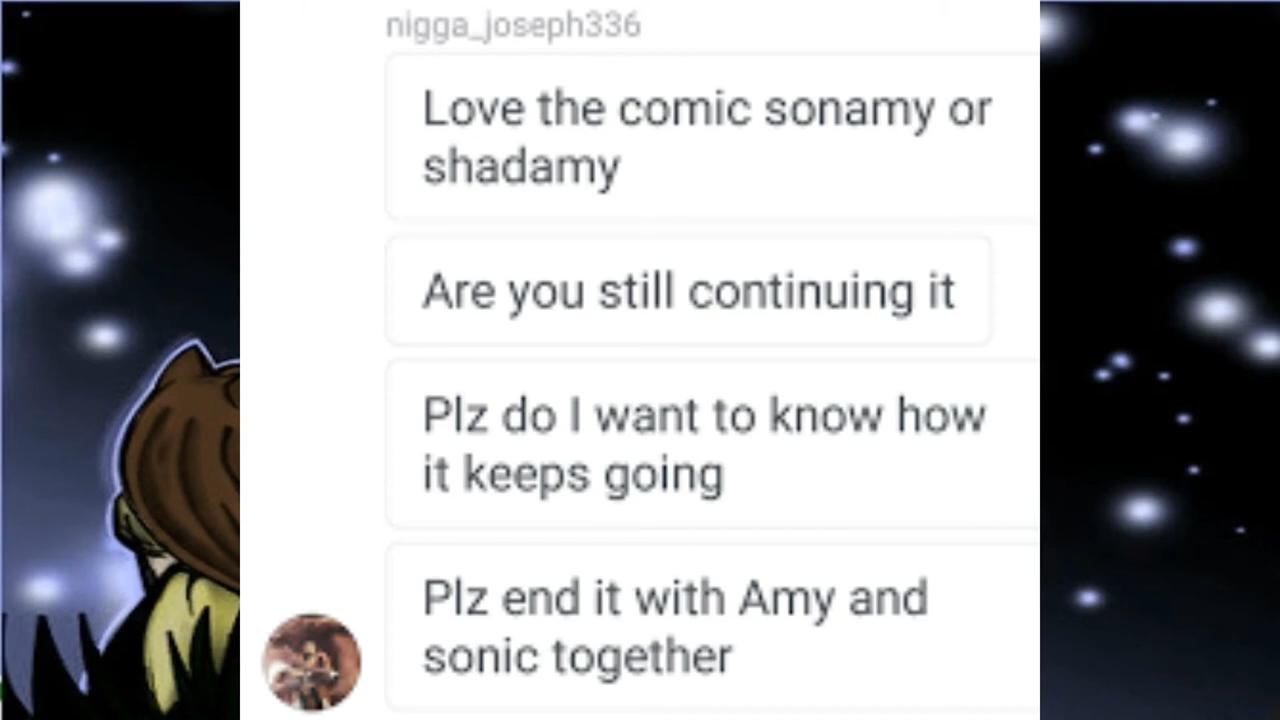 nigga_joseph336
Love the comic sonamy or
shadamy
Are you still continuing it
Plz do I want to know how
it keeps going
Plz end it with Amy and
sonic together